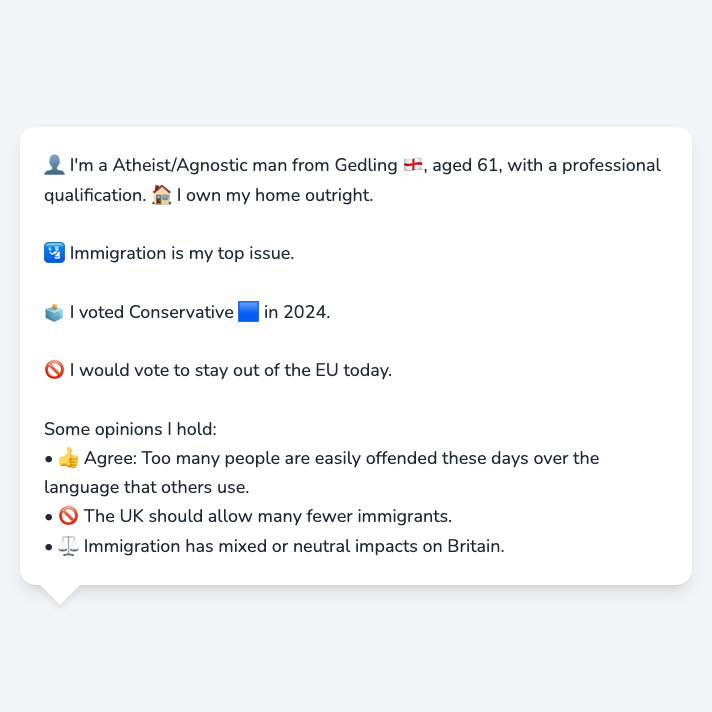 👤 I'm a Atheist/Agnostic man from Gedling 🏴󠁧󠁢󠁥󠁮󠁧󠁿, aged 61, with a professional
qualification. 🏠 I own my home outright.
🛂 Immigration is my top issue.
🗳️ I voted Conservative 🟦 in 2024.
🚫 I would vote to stay out of the EU today.
Some opinions I hold:
• 👍 Agree: Too many people are easily offended these days over the
language that others use.
• 🚫 The UK should allow many fewer immigrants.
• ⚖️ Immigration has mixed or neutral impacts on Britain.